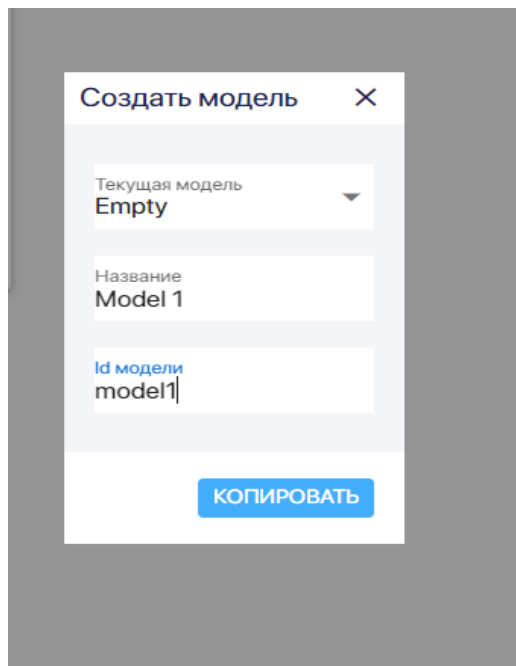 Создать модель
Текущая модель
Empty
Название
Model 1
Id модели
model1
КОПИРОВАТЬ